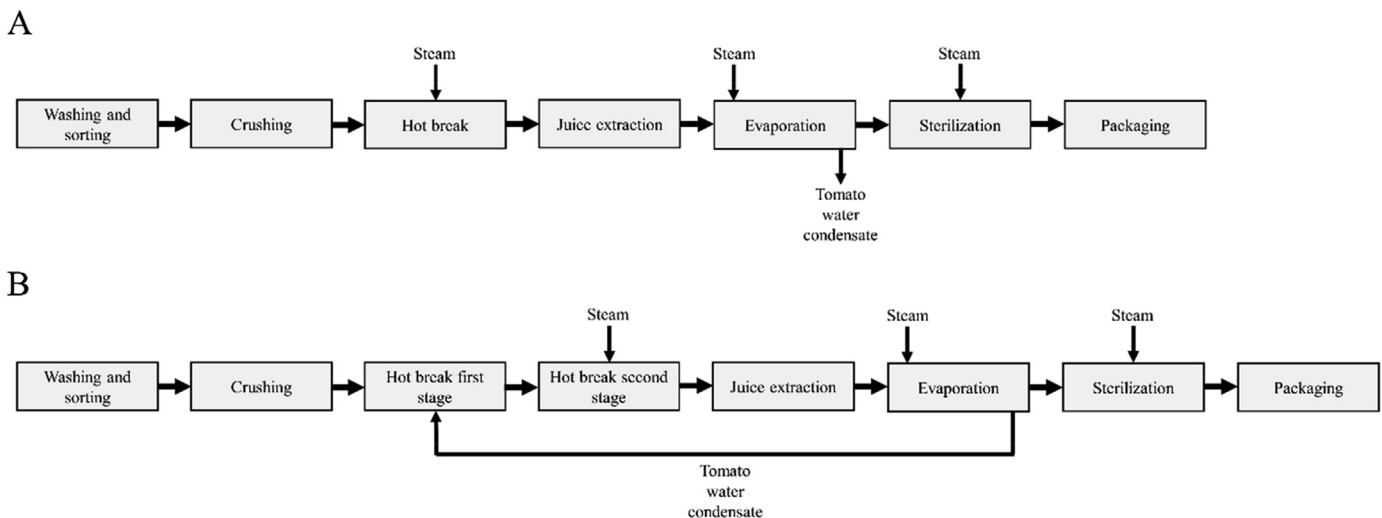 A
Steam
Steam
Steam
Washing and
sorting
Crushing
Hot break
Juice extraction
Evaporation
Sterilization
Packaging
Tomato
water
condensate
B
Steam
Steam
Steam
Washing and
sorting
Crushing
Hot break first
stage
Hot break second
stage
Juice extraction
Evaporation
Sterilization
Packaging
Tomato
water
condensate